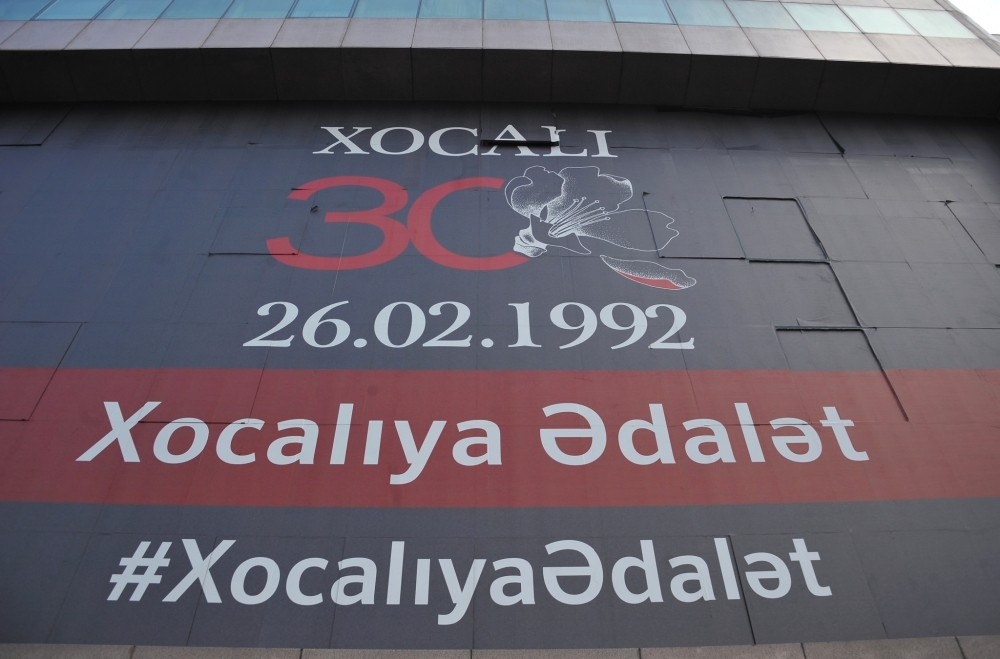 XOCALI
30
26.02.1992
Xocalıya Ədalət
#XocalıyaƏdalət